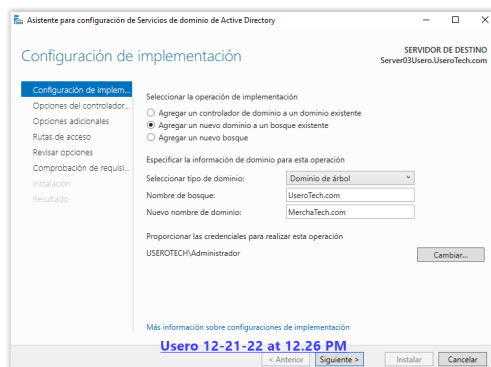 Asistente para configuración de Servicios de dominio de Active Directory
Configuración de implementación
SERVIDOR DE DESTINO
Server03Usero.UseroTech.com
Configuración de implem...
Opciones del controlador...
Opciones adicionales
Rutas de acceso
Revisar opciones
Comprobación de requisi...
Instalación
Resultado
Seleccionar la operación de implementación
Agregar un controlador de dominio a un dominio existente
Agregar un nuevo dominio a un bosque existente
Agregar un nuevo bosque
Especificar la información de dominio para esta operación
Seleccionar tipo de dominio: Dominio de árbol
Nombre de bosque: UseroTech.com
Nuevo nombre de dominio: MerchaTech.com
Proporcionar las credenciales para realizar esta operación
USEROTECH\Administrador Cambiar...
Más información sobre configuraciones de implementación
Usero 12-21-22 at 12.26 PM
< Anterior Siguiente > Instalar Cancelar